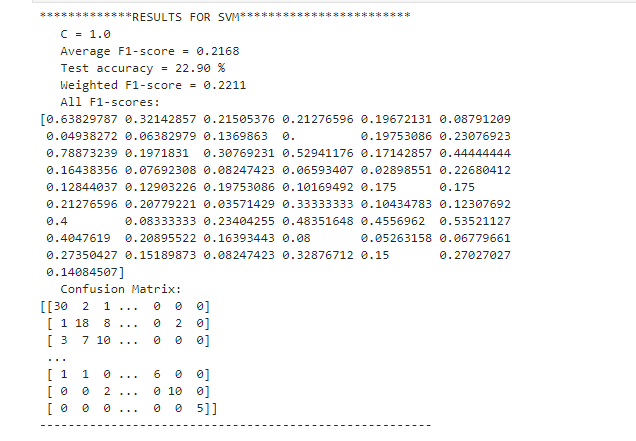 *************RESULTS FOR SVM************************
C = 1.0
Average F1-score = 0.2168
Test accuracy = 22.90 %
Weighted F1-score = 0.2211
All F1-scores:
[0.63829787 0.32142857 0.21505376 0.21276596 0.19672131 0.08791209
0.04938272 0.06382979 0.1369863 0. 0.19753086 0.23076923
0.78873239 0.1971831 0.30769231 0.52941176 0.17142857 0.44444444
0.16438356 0.07692308 0.08247423 0.06593407 0.02898551 0.22680412
0.12844037 0.12903226 0.19753086 0.10169492 0.175 0.175
0.21276596 0.20779221 0.03571429 0.33333333 0.10434783 0.12307692
0.4 0.08333333 0.23404255 0.48351648 0.4556962 0.53521127
0.4047619 0.20895522 0.16393443 0.08 0.05263158 0.06779661
0.27350427 0.15189873 0.08247423 0.32876712 0.15 0.27027027
0.14084507]
Confusion Matrix:
[[30 2 1 ... 0 0 0]
[ 1 18 8 ... 0 2 0]
[ 3 7 10 ... 0 0 0]
...
[ 1 1 0 ... 6 0 0]
[ 0 0 2 ... 0 10 0]
[ 0 0 0 ... 0 0 5]]
-------------------------------------------------------